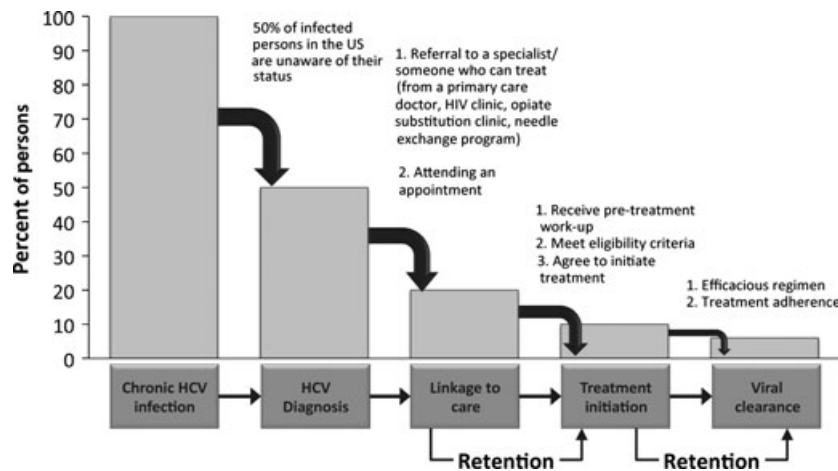 Percent of persons
100
90
80
70
60
50
40
30
20
10
0
50% of infected
persons in the US
are unaware of their
status
1. Referral to a specialist/
someone who can treat
(from a primary care
doctor, HIV clinic, opiate
substitution clinic, needle
exchange program)
2. Attending an
appointment
1. Receive pre-treatment
work-up
2. Meet eligibility criteria
3. Agree to initiate
treatment
1. Efficacious regimen
2. Treatment adherence
Chronic HCV
infection
HCV
Diagnosis
Linkage to
care
Treatment
initiation
Viral
clearance
Retention
Retention